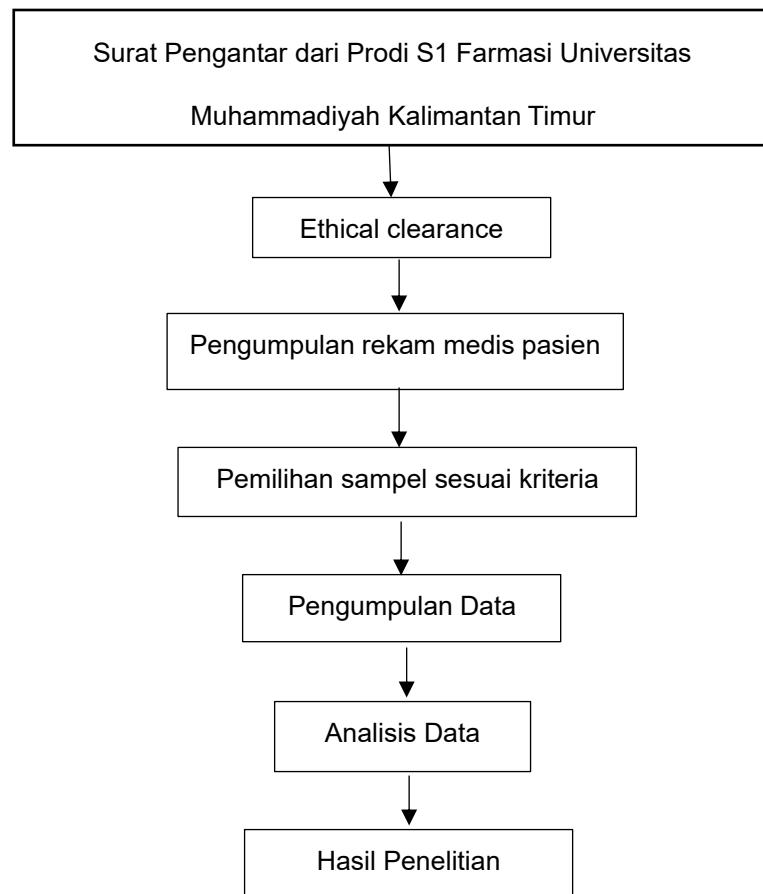 Surat Pengantar dari Prodi S1 Farmasi Universitas
Muhammadiyah Kalimantan Timur
Ethical clearance
Pengumpulan rekam medis pasien
Pemilihan sampel sesuai kriteria
Pengumpulan Data
Analisis Data
Hasil Penelitian